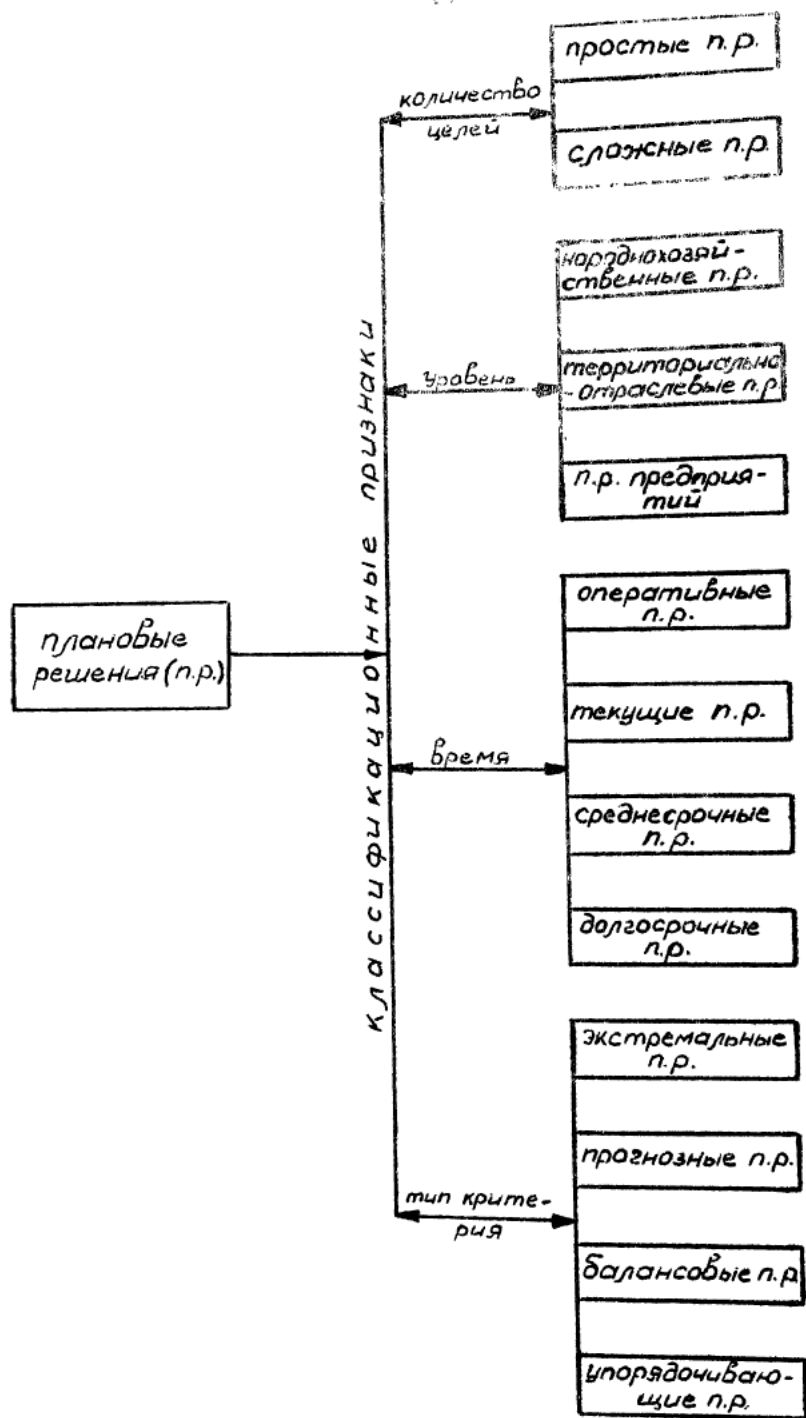 простые п.р.
количество
целей
сложные п.р.
народнохозяй-
ственные п.р.
уровень
территориально
-отраслевые п.р.
п.р. предприя-
тий
классификационные признаки
плановые
решения (п.р.)
оперативные
п.р.
текущие п.р.
время
среднесрочные
п.р.
долгосрочные
п.р.
экстремальные
п.р.
прогнозные п.р.
тип крите-
рия
балансовые п.р.
упорядочиваю-
щие п.р.